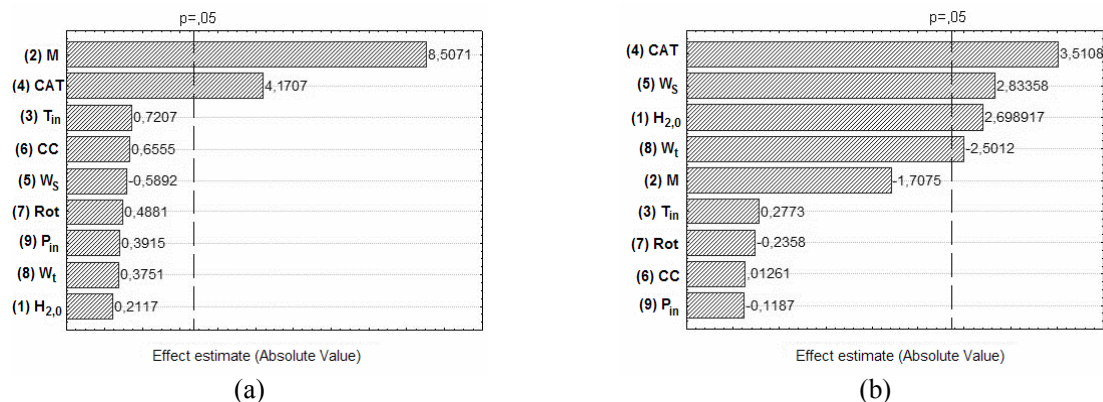 p=,05
(2) M 8,5071
(4) CAT 4,1707
(3) Tin 0,7207
(6) CC 0,6555
(5) WS -0,5892
(7) Rot 0,4881
(9) Pin 0,3915
(8) Wt 0,3751
(1) H2,0 0,2117
Effect estimate (Absolute Value)
(a)
p=,05
(4) CAT 3,5108
(5) WS 2,83358
(1) H2,0 2,698917
(8) Wt -2,5012
(2) M -1,7075
(3) Tin 0,2773
(7) Rot -0,2358
(6) CC ,01261
(9) Pin -0,1187
Effect estimate (Absolute Value)
(b)